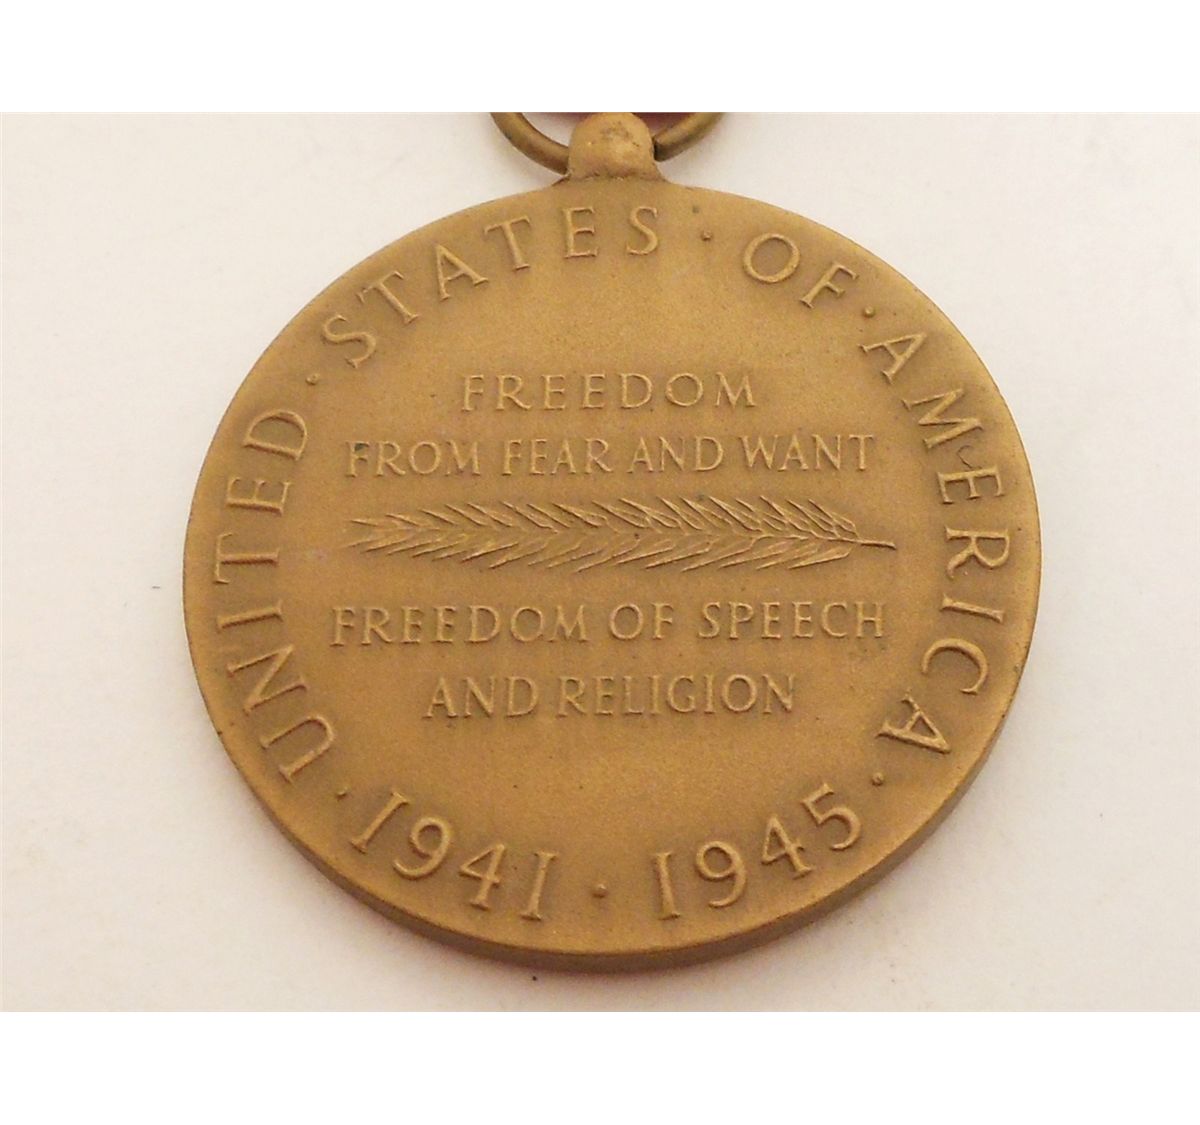 UNITED · STATES · OF · AMERICA ·
FREEDOM
FROM FEAR AND WANT
FREEDOM OF SPEECH
AND RELIGION
· 1941 · 1945